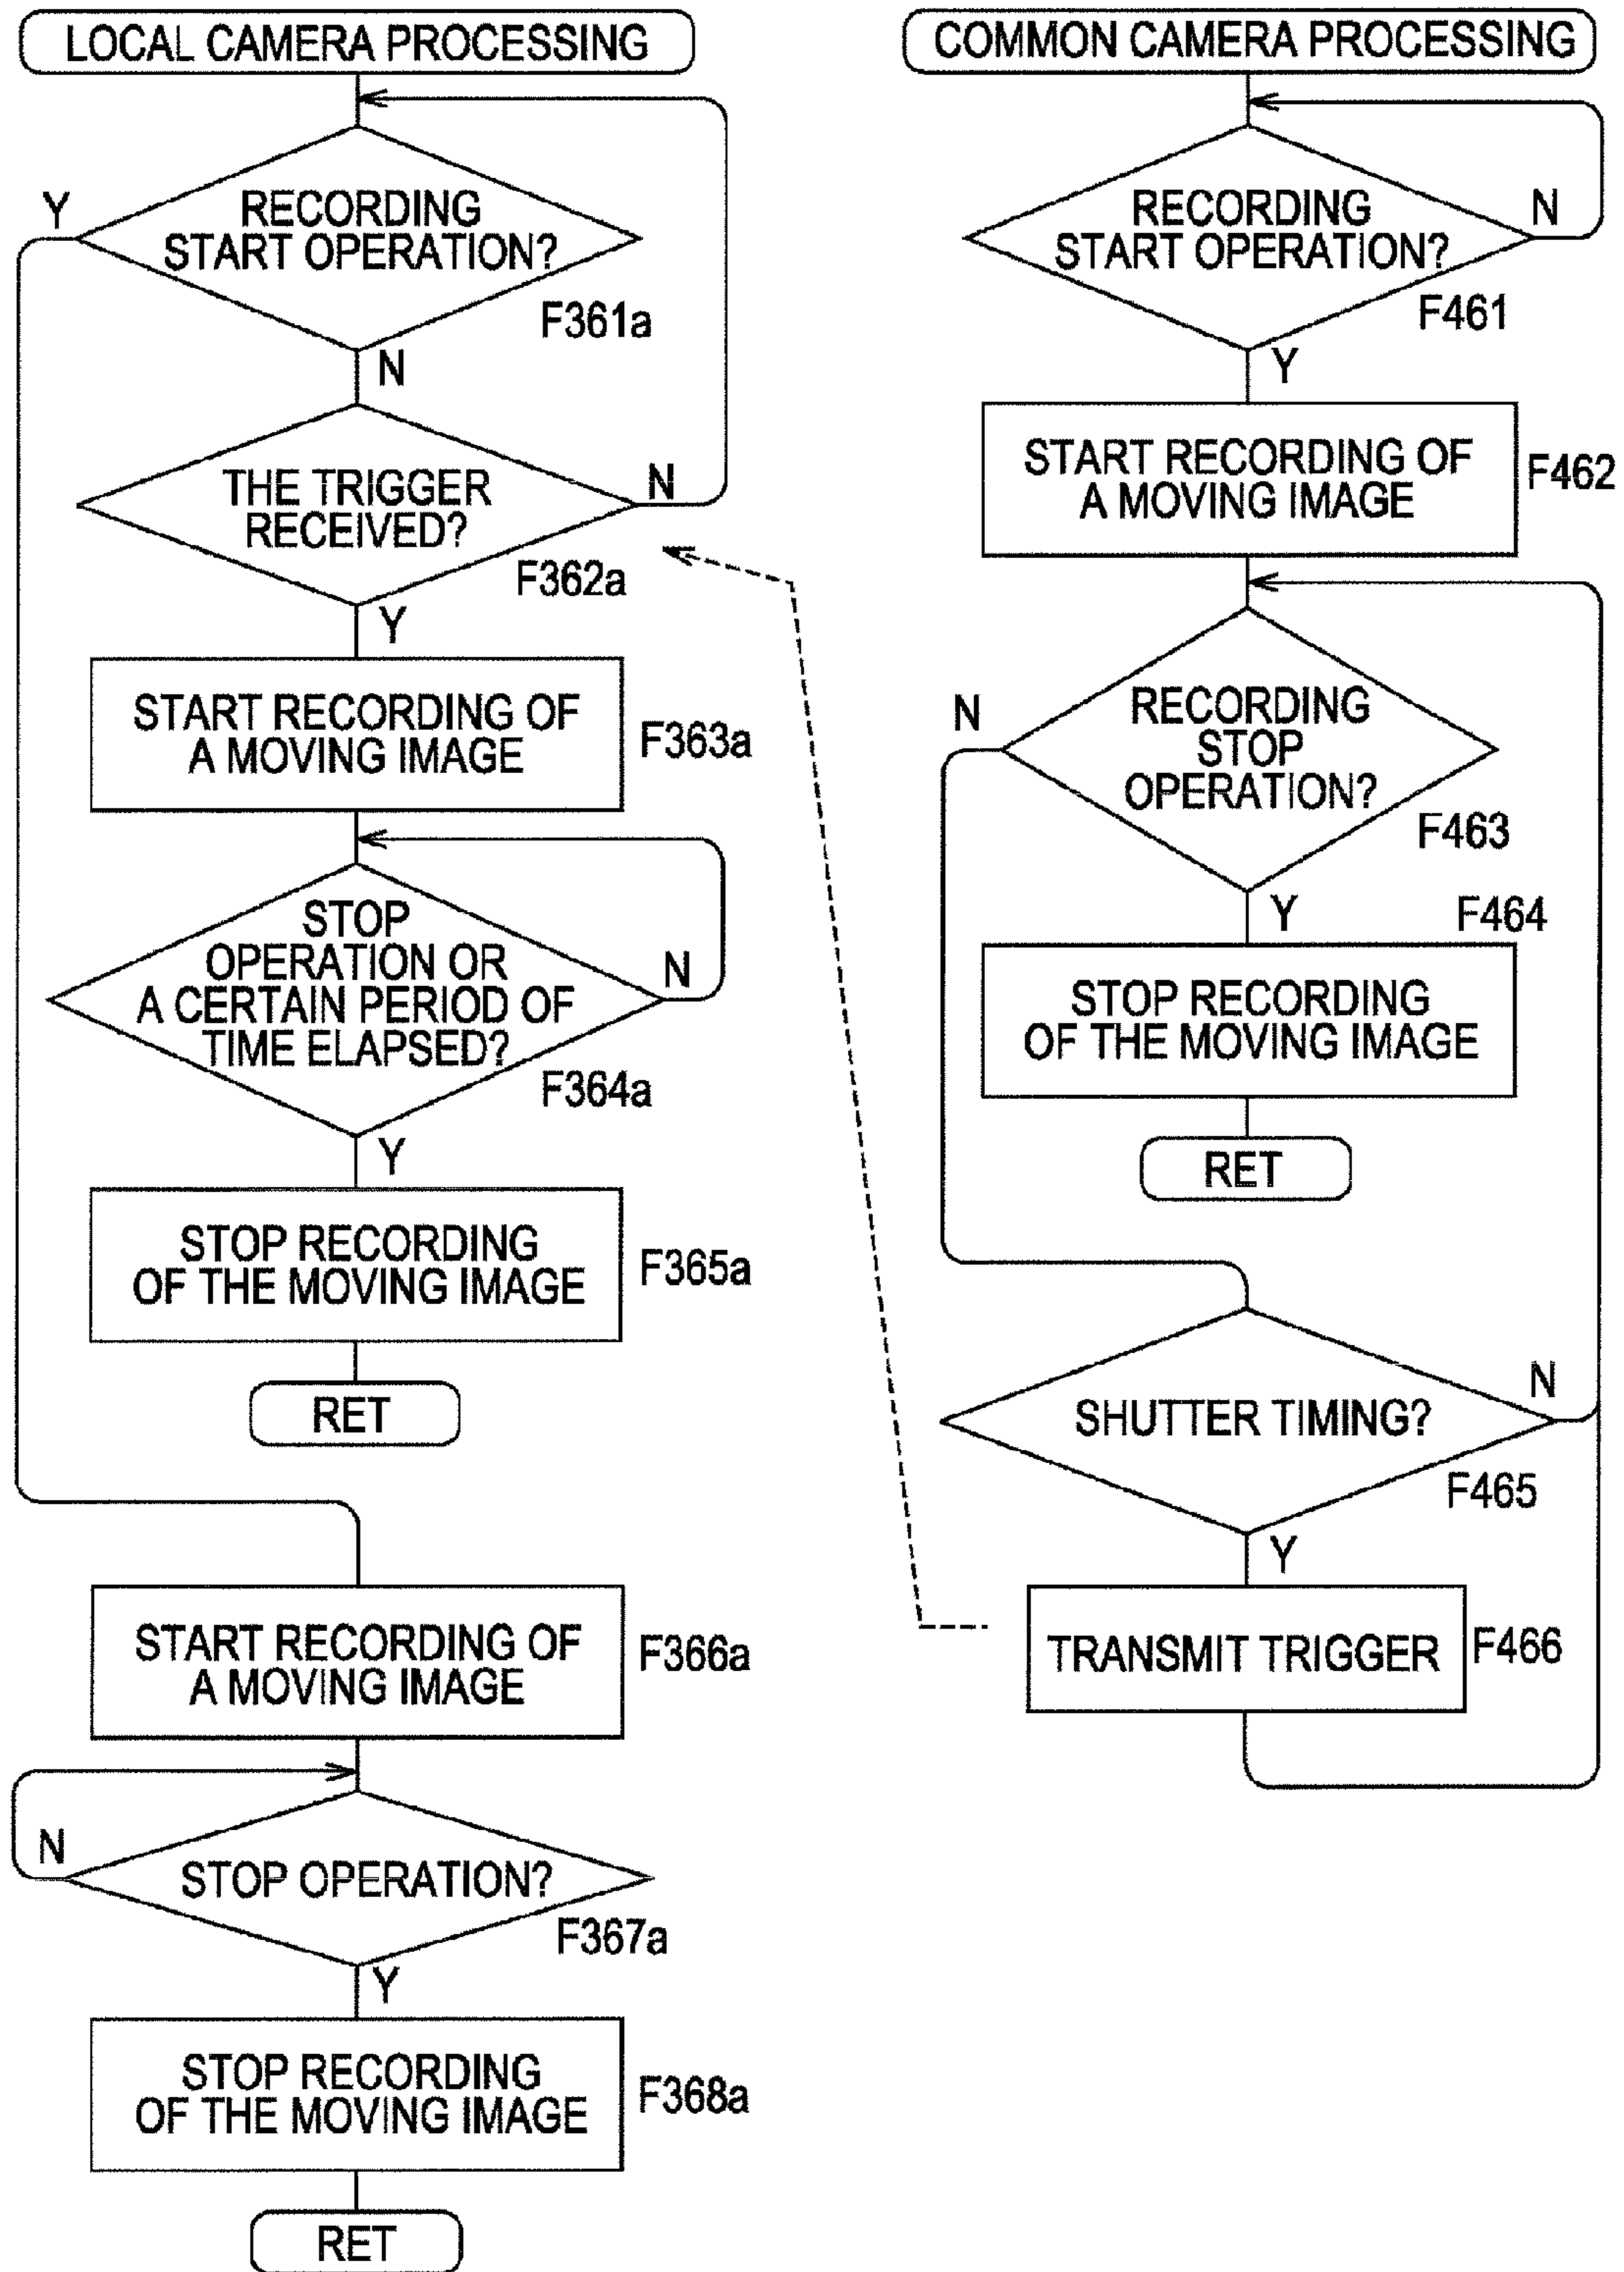 LOCAL CAMERA PROCESSING
Y
RECORDING
START OPERATION?
F361a
N
THE TRIGGER
RECEIVED?
N
F362a
Y
START RECORDING OF
A MOVING IMAGE
F363a
STOP
OPERATION OR
A CERTAIN PERIOD OF
TIME ELAPSED?
N
F364a
Y
STOP RECORDING
OF THE MOVING IMAGE
F365a
RET
START RECORDING OF
A MOVING IMAGE
F366a
N
STOP OPERATION?
F367a
Y
STOP RECORDING
OF THE MOVING IMAGE
F368a
RET
COMMON CAMERA PROCESSING
RECORDING
START OPERATION?
N
F461
Y
START RECORDING OF
A MOVING IMAGE
F462
N
RECORDING
STOP
OPERATION?
F463
Y
F464
STOP RECORDING
OF THE MOVING IMAGE
RET
SHUTTER TIMING?
N
F465
Y
TRANSMIT TRIGGER
F466